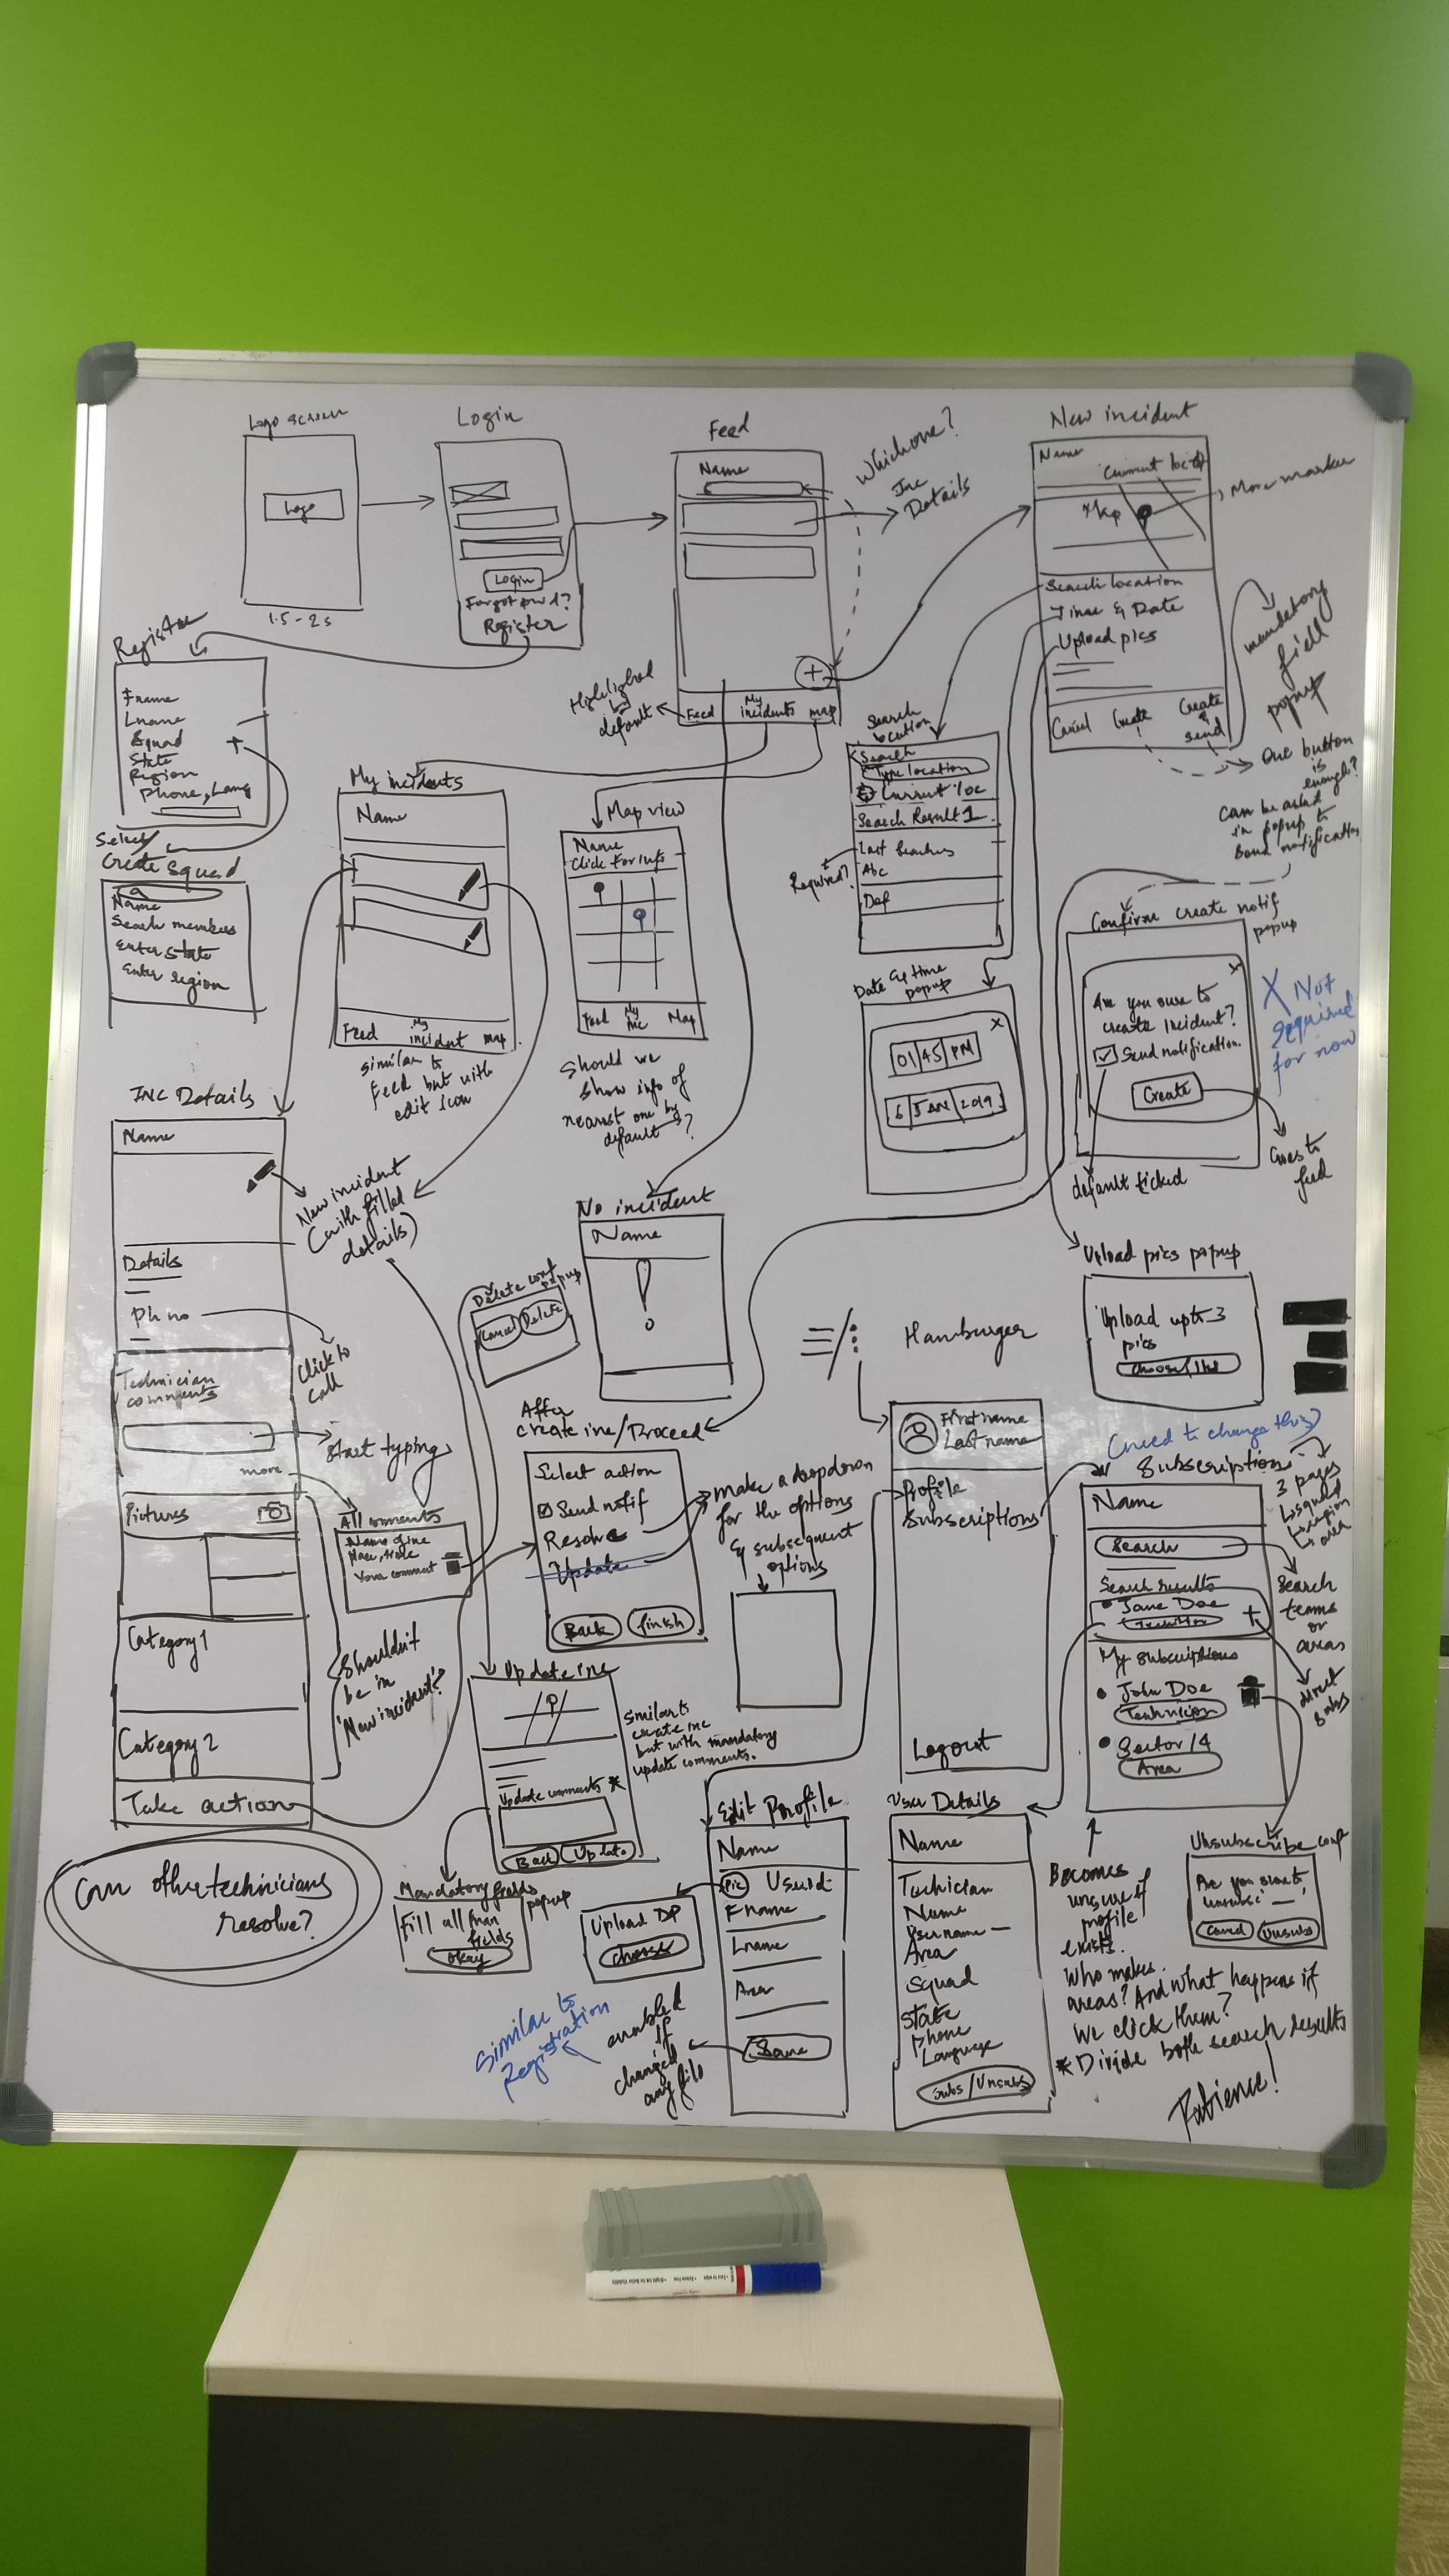 Logo screen
Logo
1.5 - 2s
Login
Login
Forgot pwd?
Register
Feed
Name
Feed
My
incidents
map
Highlighted
by
default
Which one?
Inc
Details
New incident
Name
Current loc
Map
Move marker
Search location
Time & Date
Upload pics
Cancel
Create
Create
&
send
mandatory
field
popup
One button
is
enough?
Can be asked
in popup to
send notification
Register
Fname
Lname
Squad +
State
Region
Phone, Lang
Select/
Create Squad
Name
Search members
Enter state
Enter region
My incidents
Name
Feed
My
incident
map
similar to
Feed but with
edit icon
Map view
Name
Click for info
Feed
My
Inc
Map
Should we
show info of
nearest one by
default?
Search
location
Search
Type location
Current loc
Search Result 1
Last Searches
Abc
Def
Required?
Date & time
popup
X
01 45 PM
6 JAN 2019
Confirm create notif
popup
X
Are you sure to
create incident?
Send notification.
Create
default ticked
Goes to
feed
X Not
required
for now
INC Details
Name
Details
Ph no
Click to
call
Technician
comments
Start typing
more
Pictures
Category 1
Category 2
Take action
New incident
(with filled
details)
All comments
Name of inc
Your comment
Shouldn't
be in
'New incident'?
Delete conf
popup
Cancel
Delete
No incident
Name
After
create inc/Proceed
Select action
Send notif
Resolve
Update
Back
finish
make a dropdown
for the options
& subsequent
options
Hamburger
First name
Last name
Profile
Subscriptions
Logout
Upload pics popup
Upload upto 3
pics
(need to change this)
Subscription
3 pages
squad
region
area
Name
Search
Search results
Jane Doe
Technician
+
My subscriptions
John Doe
Technician
Sector 14
Area
Search
teams
or
areas
direct
subs
Update inc
Update comments *
Back
Update
Similar to
create inc
but with mandatory
update comments.
Mandatory fields
popup
Fill all man
fields
Okay
Can other technicians
resolve?
Edit Profile
Name
Pic
Userid
Fname
Lname
Area
Save
Upload DP
choose
enabled
if
changed
any field
Similar to
Registration
User Details
Name
Technician
Name
Username
Area
Squad
State
Phone
Language
Subs/Unsubs
Becomes
unsub if
profile
exists.
Who makes
areas? And what happens if
we click them?
* Divide both search results
Patience!
Unsubscribe conf
Are you sure to
unsubs
Cancel
Unsubs